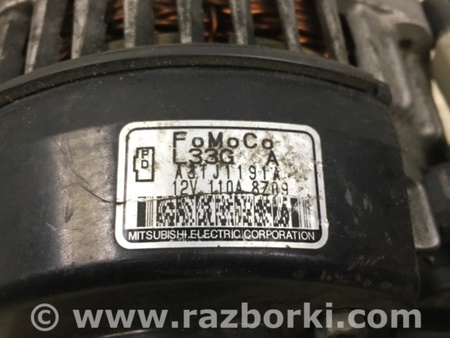 FoMoCo
L33G A
A3TJ1191A
12V 110A 8Z09
MITSUBISHI ELECTRIC CORPORATION
© www.razborki.com